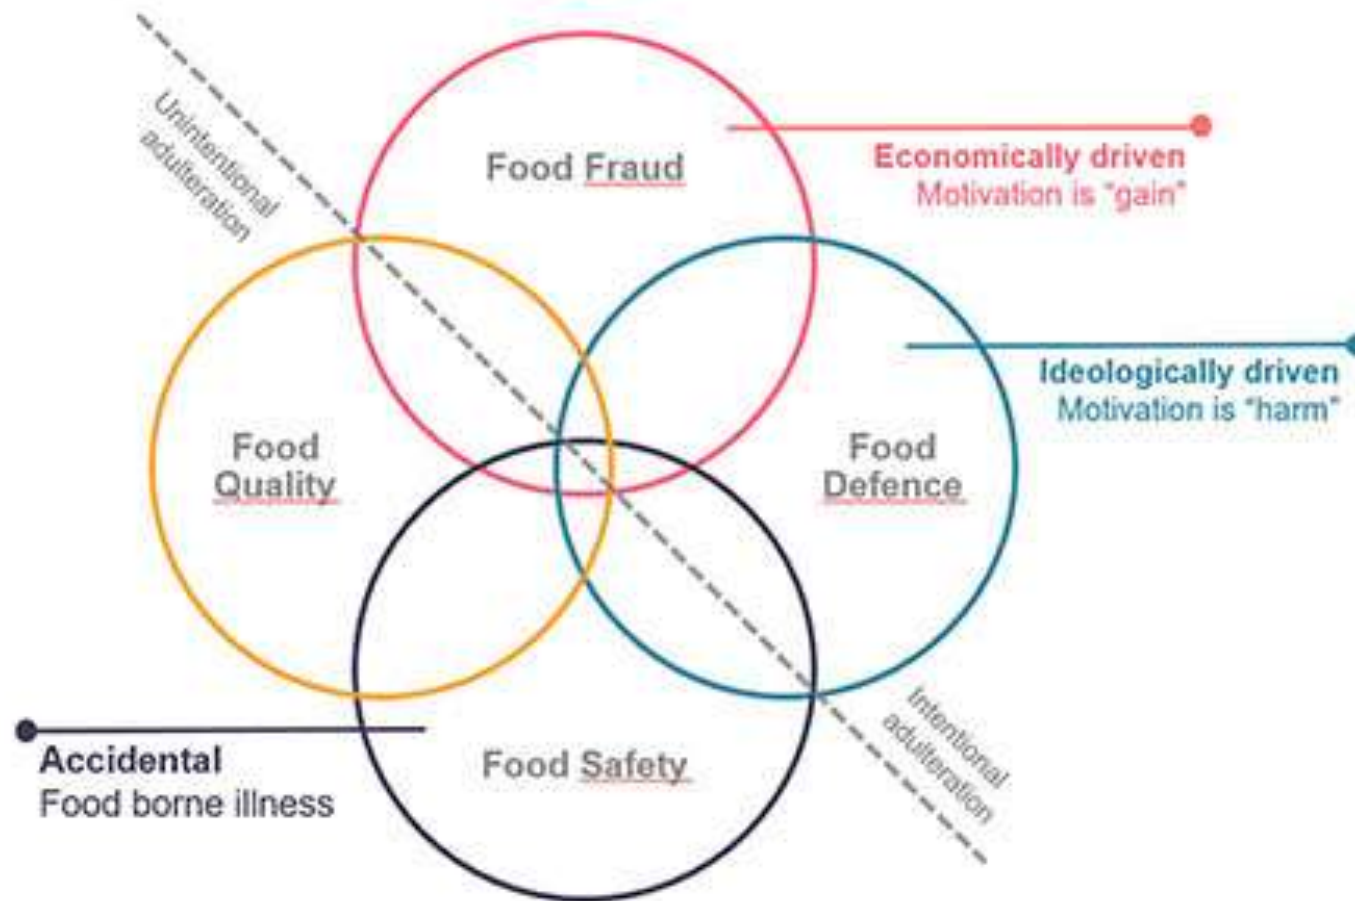 Unintentional
adulteration
Food Fraud
Economically driven
Motivation is "gain"
Ideologically driven
Motivation is "harm"
Food
Quality
Food
Defence
Accidental
Food borne illness
Food Safety
Intentional
adulteration